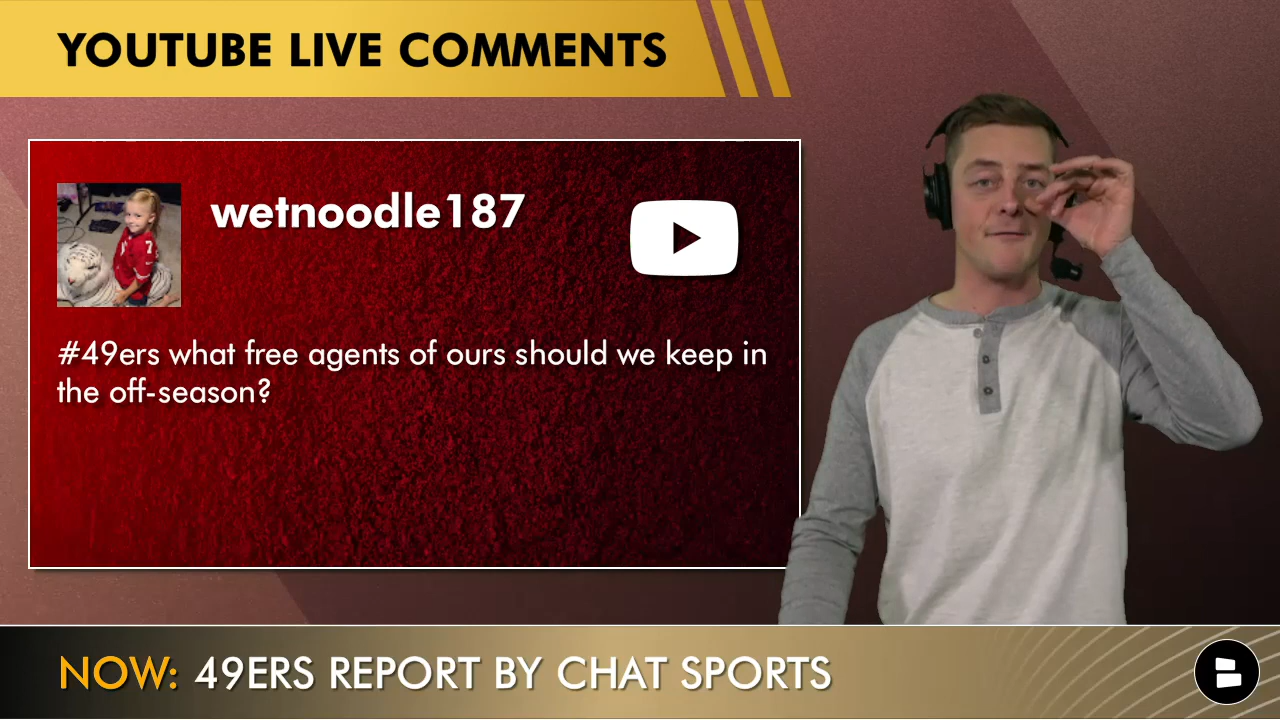 YOUTUBE LIVE COMMENTS
wetnoodle187
7
#49ers what free agents of ours should we keep in
the off-season?
NOW: 49ERS REPORT BY CHAT SPORTS